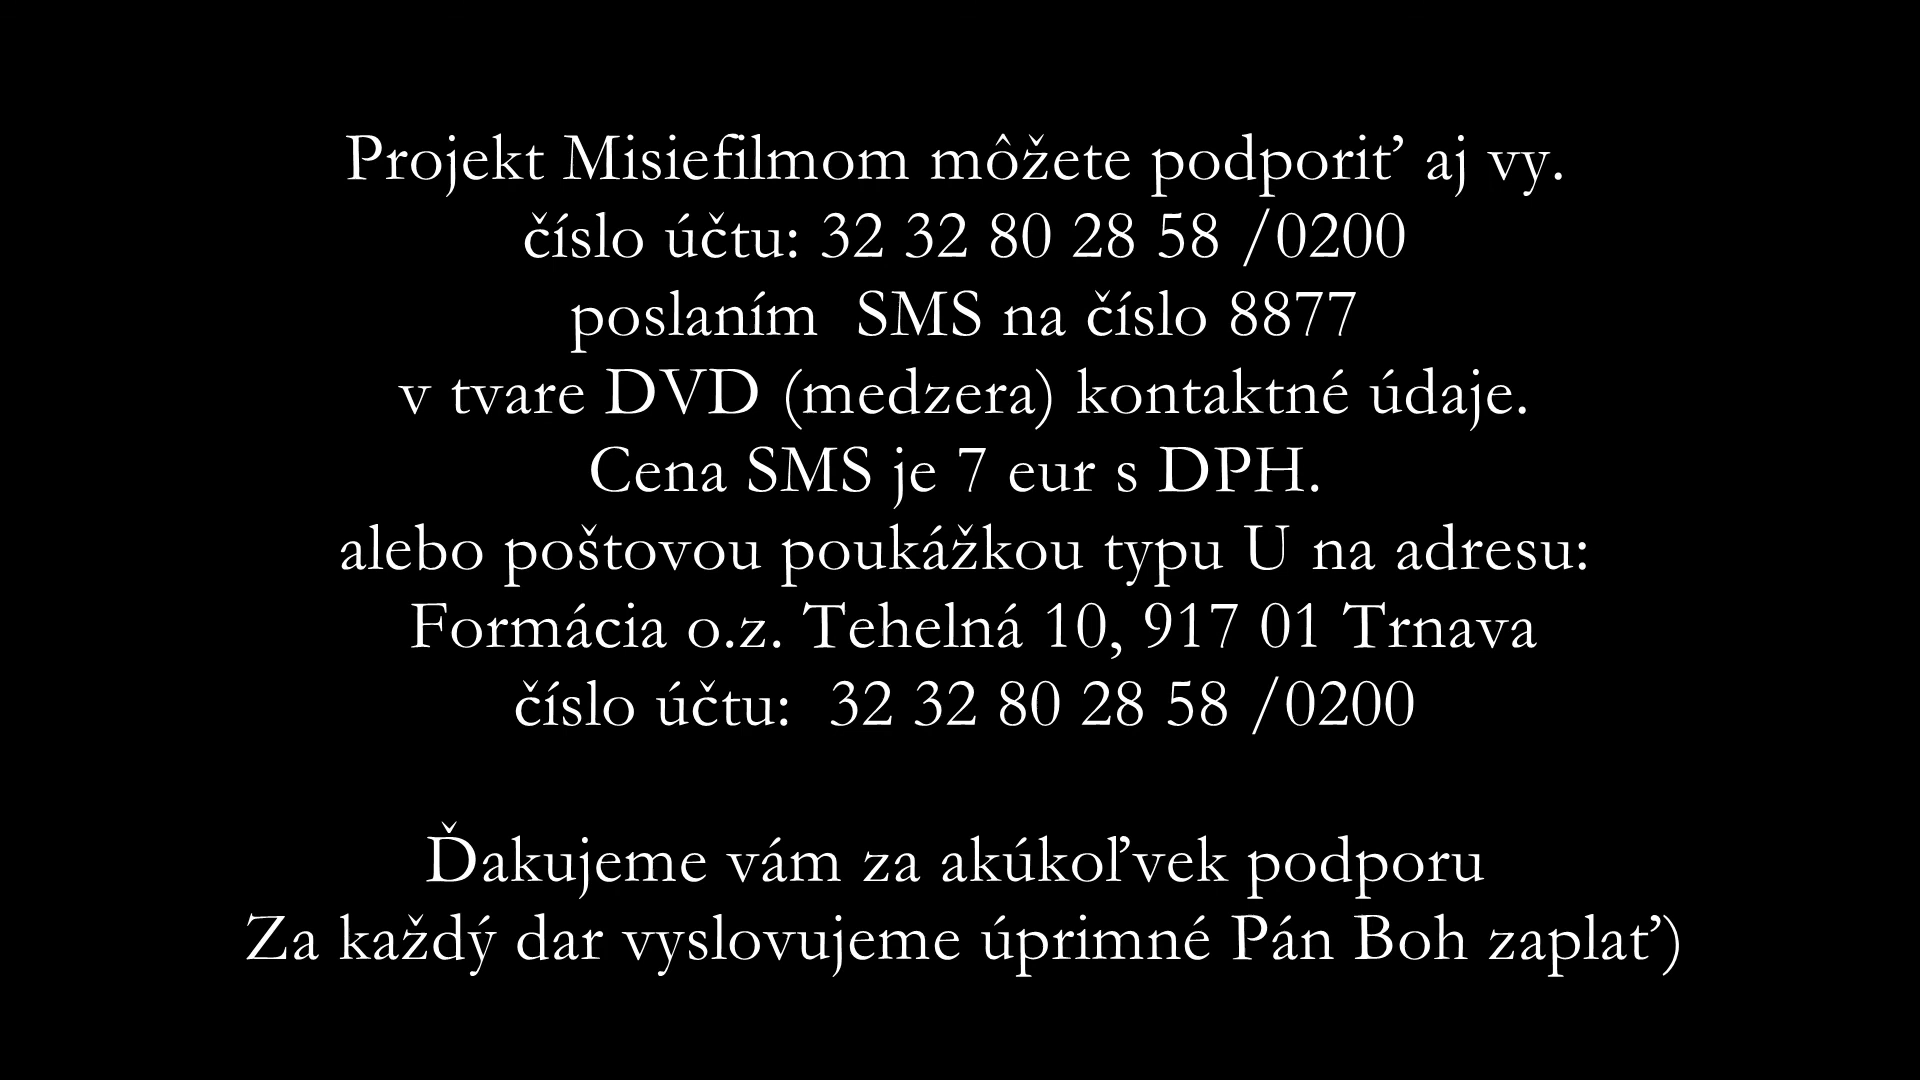 Projekt Misiefilmom môžete podporiť aj vy.
číslo účtu: 32 32 80 28 58 /0200
poslaním  SMS na číslo 8877
v tvare DVD (medzera) kontaktné údaje.
Cena SMS je 7 eur s DPH.
alebo poštovou poukážkou typu U na adresu:
Formácia o.z. Tehelná 10, 917 01 Trnava
číslo účtu:  32 32 80 28 58 /0200
Ďakujeme vám za akúkoľvek podporu
Za každý dar vyslovujeme úprimné Pán Boh zaplať)